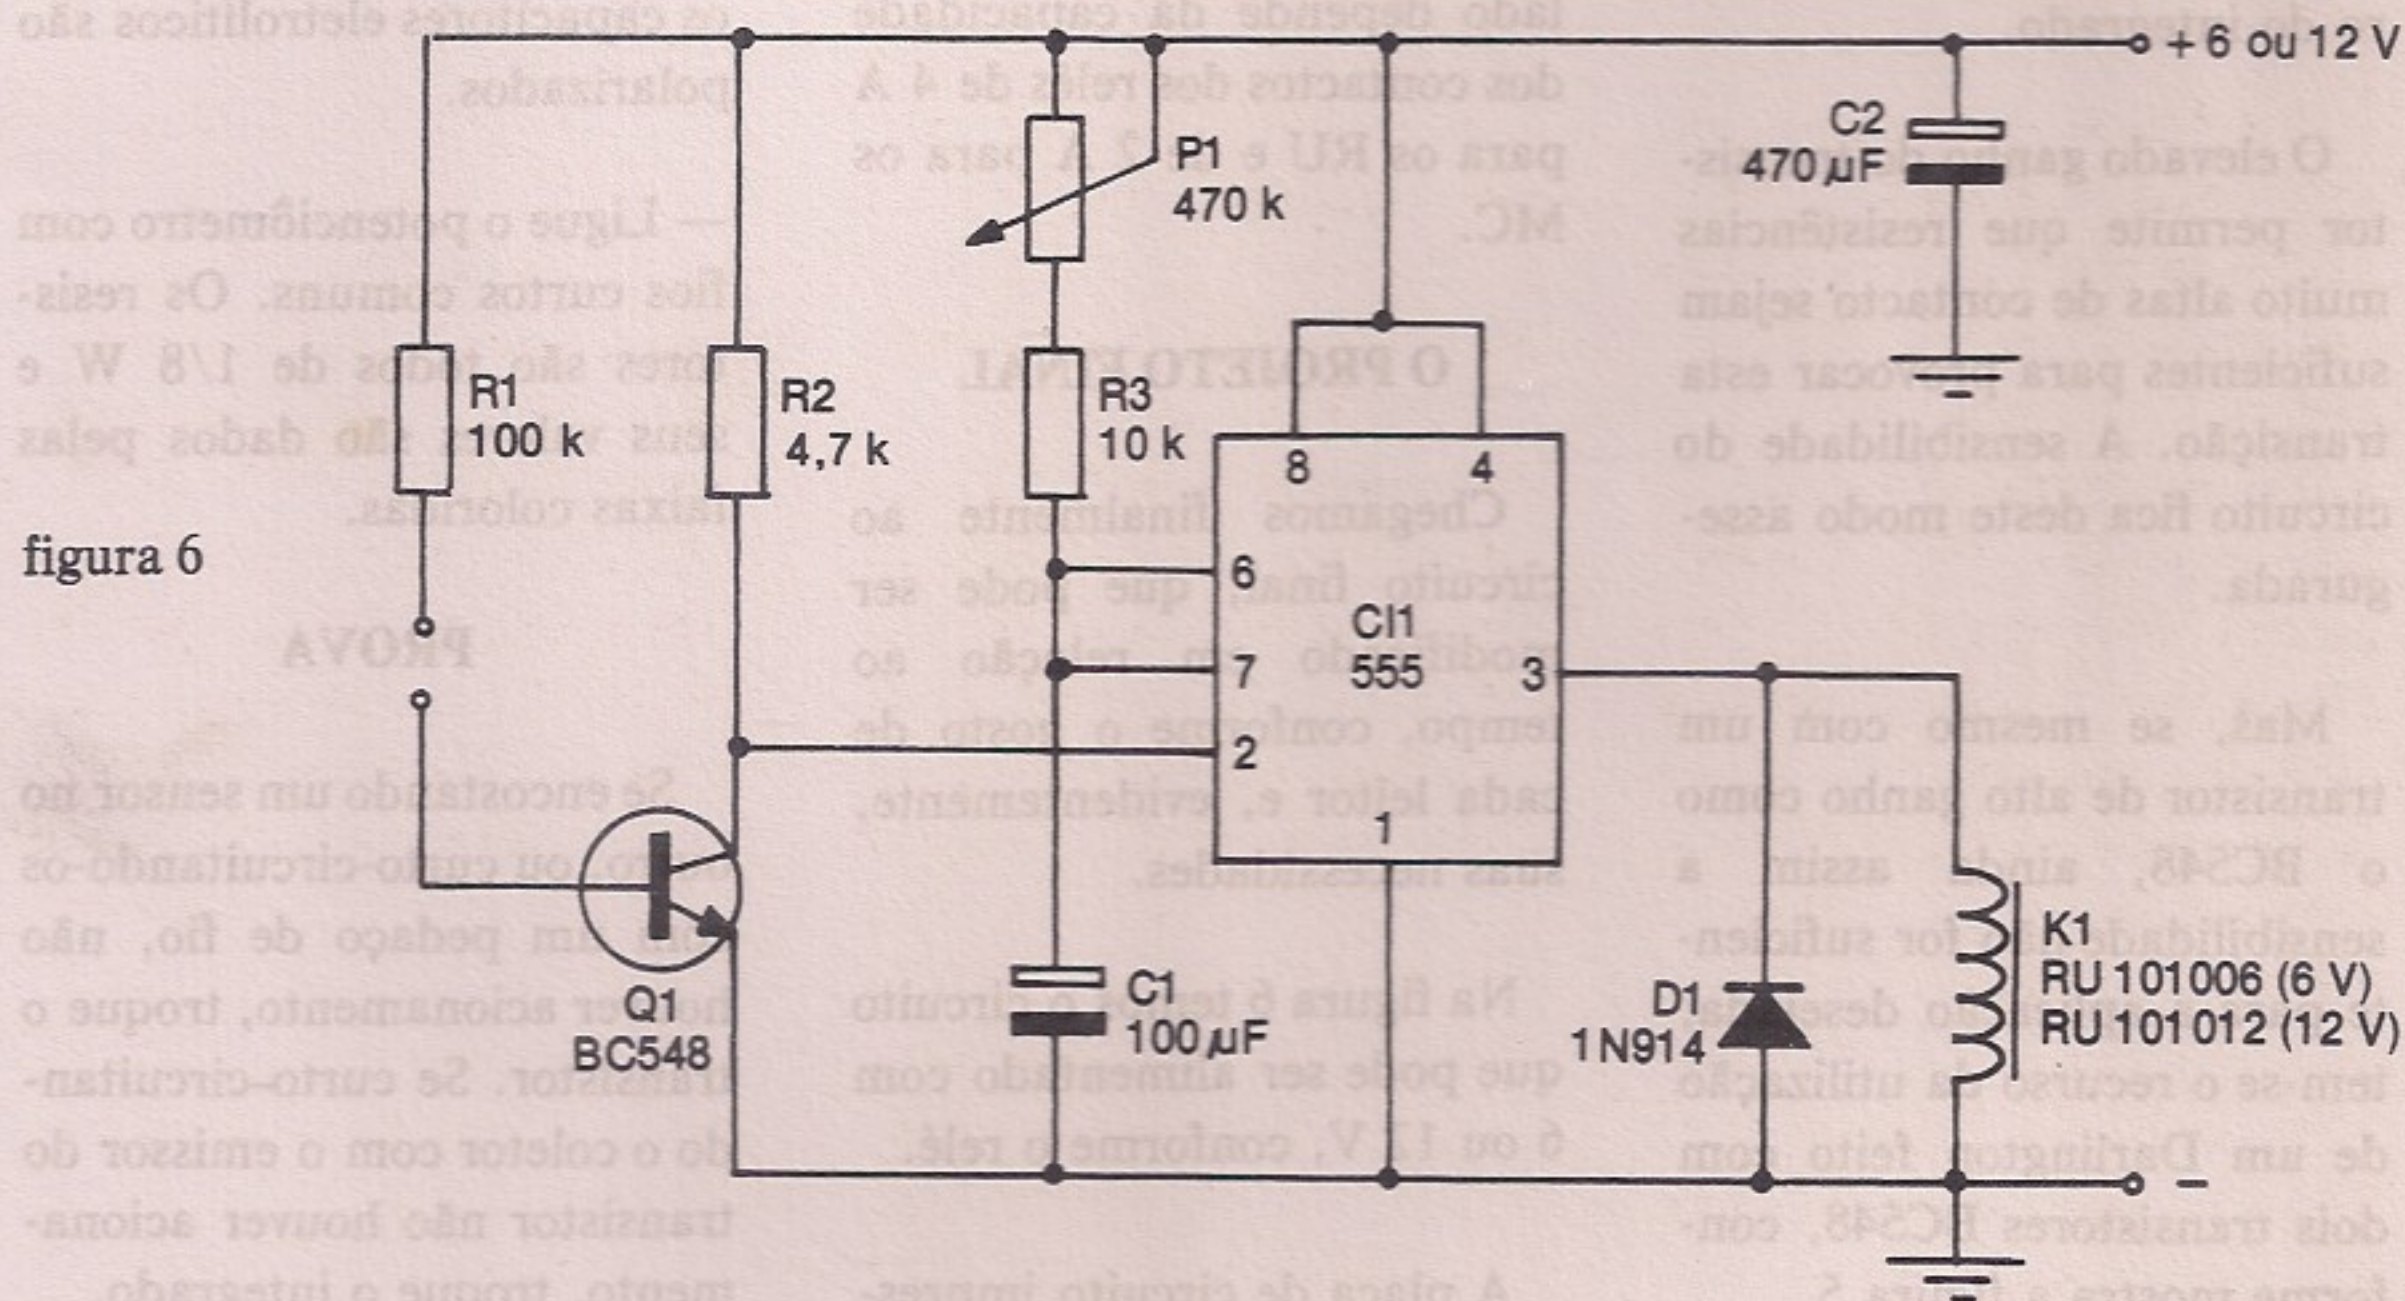 + 6 ou 12 V
C2
470 µF
P1
470 k
R1
100 k
R2
4,7 k
R3
10 k
8
4
figura 6
6
CI1
555
7
3
2
1
Q1
BC548
C1
100 µF
D1
1N914
K1
RU 101006 (6 V)
RU 101012 (12 V)
-
os capacitores eletrolíticos são
polarizados.
— Ligue o potenciômetro com
fios curtos comuns. Os resis-
tores são todos de 1/8 W e
seus valores são dados pelas
faixas coloridas.
PROVA
Se encostando um sensor no
ou curto-circuitando-os
um pedaço de fio, não
houver acionamento, troque o
transistor. Se curto-circuitan-
do o coletor com o emissor do
transistor não houver aciona-
mento, troque o integrado.
lado depende da capacidade
dos contactos dos relés de 4 A
para os RU e 2 A para os
MC.
O PROJETO FINAL
Chegamos finalmente ao
circuito final, que pode ser
modificado em relação ao
tempo, conforme o gosto de
cada leitor e, evidentemente,
suas necessidades.
Na figura 6 temos o circuito
que pode ser alimentado com
6 ou 12 V, conforme o relé.
A placa de circuito impres-
do integrado.
O elevado ganho do transis-
tor permite que resistências
muito altas de contacto sejam
suficientes para provocar esta
transição. A sensibilidade do
circuito fica deste modo asse-
gurada.
Mas, se mesmo com um
transistor de alto ganho como
o BC548, ainda assim a
sensibilidade não for suficien-
tem-se o recurso da utilização
de um Darlington feito com
dois transistores BC548, con-
forme mostra a figura 5.